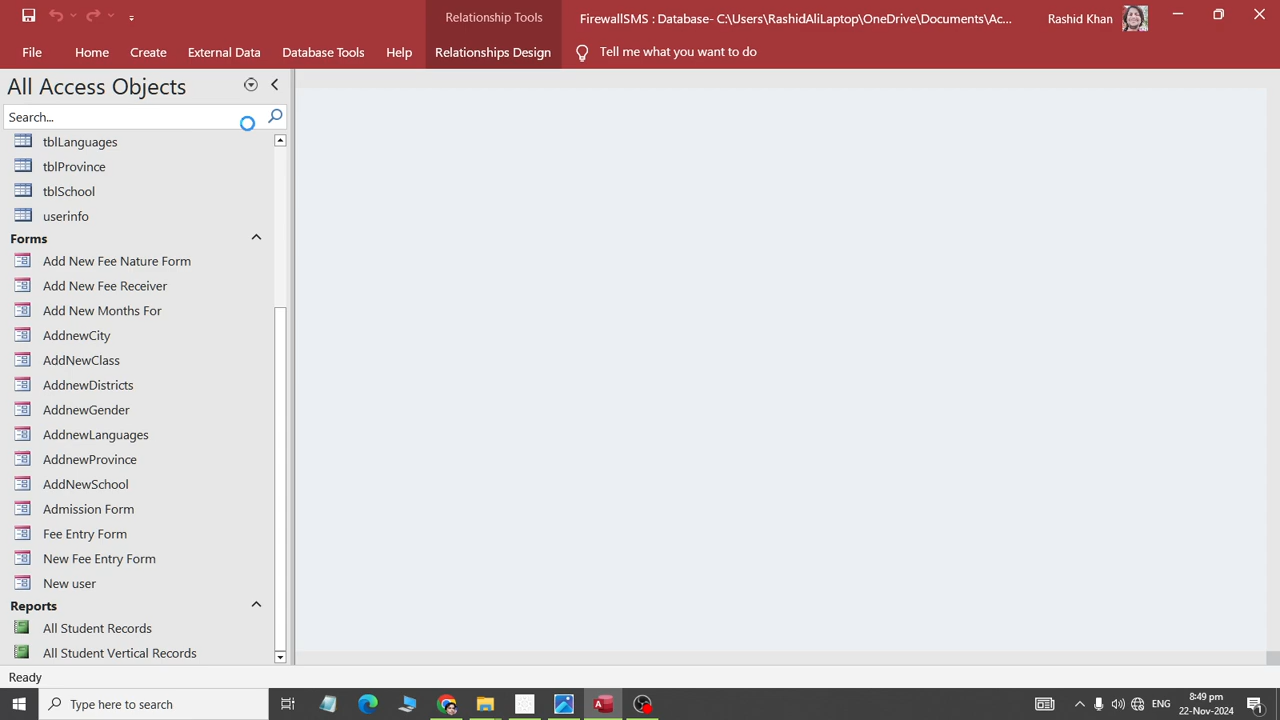 Relationship Tools
FirewallSMS : Database- C:\Users\RashidAliLaptop\OneDrive\Documents\Ac...
Rashid Khan
File
Home
Create
External Data
Database Tools
Help
Relationships Design
Tell me what you want to do
All Access Objects
Search...
tblLanguages
tblProvince
tblSchool
userinfo
Forms
Add New Fee Nature Form
Add New Fee Receiver
Add New Months For
AddnewCity
AddNewClass
AddnewDistricts
AddnewGender
AddnewLanguages
AddnewProvince
AddNewSchool
Admission Form
Fee Entry Form
New Fee Entry Form
New user
Reports
All Student Records
All Student Vertical Records
Ready
Type here to search
ENG
8:49 pm
22-Nov-2024
1